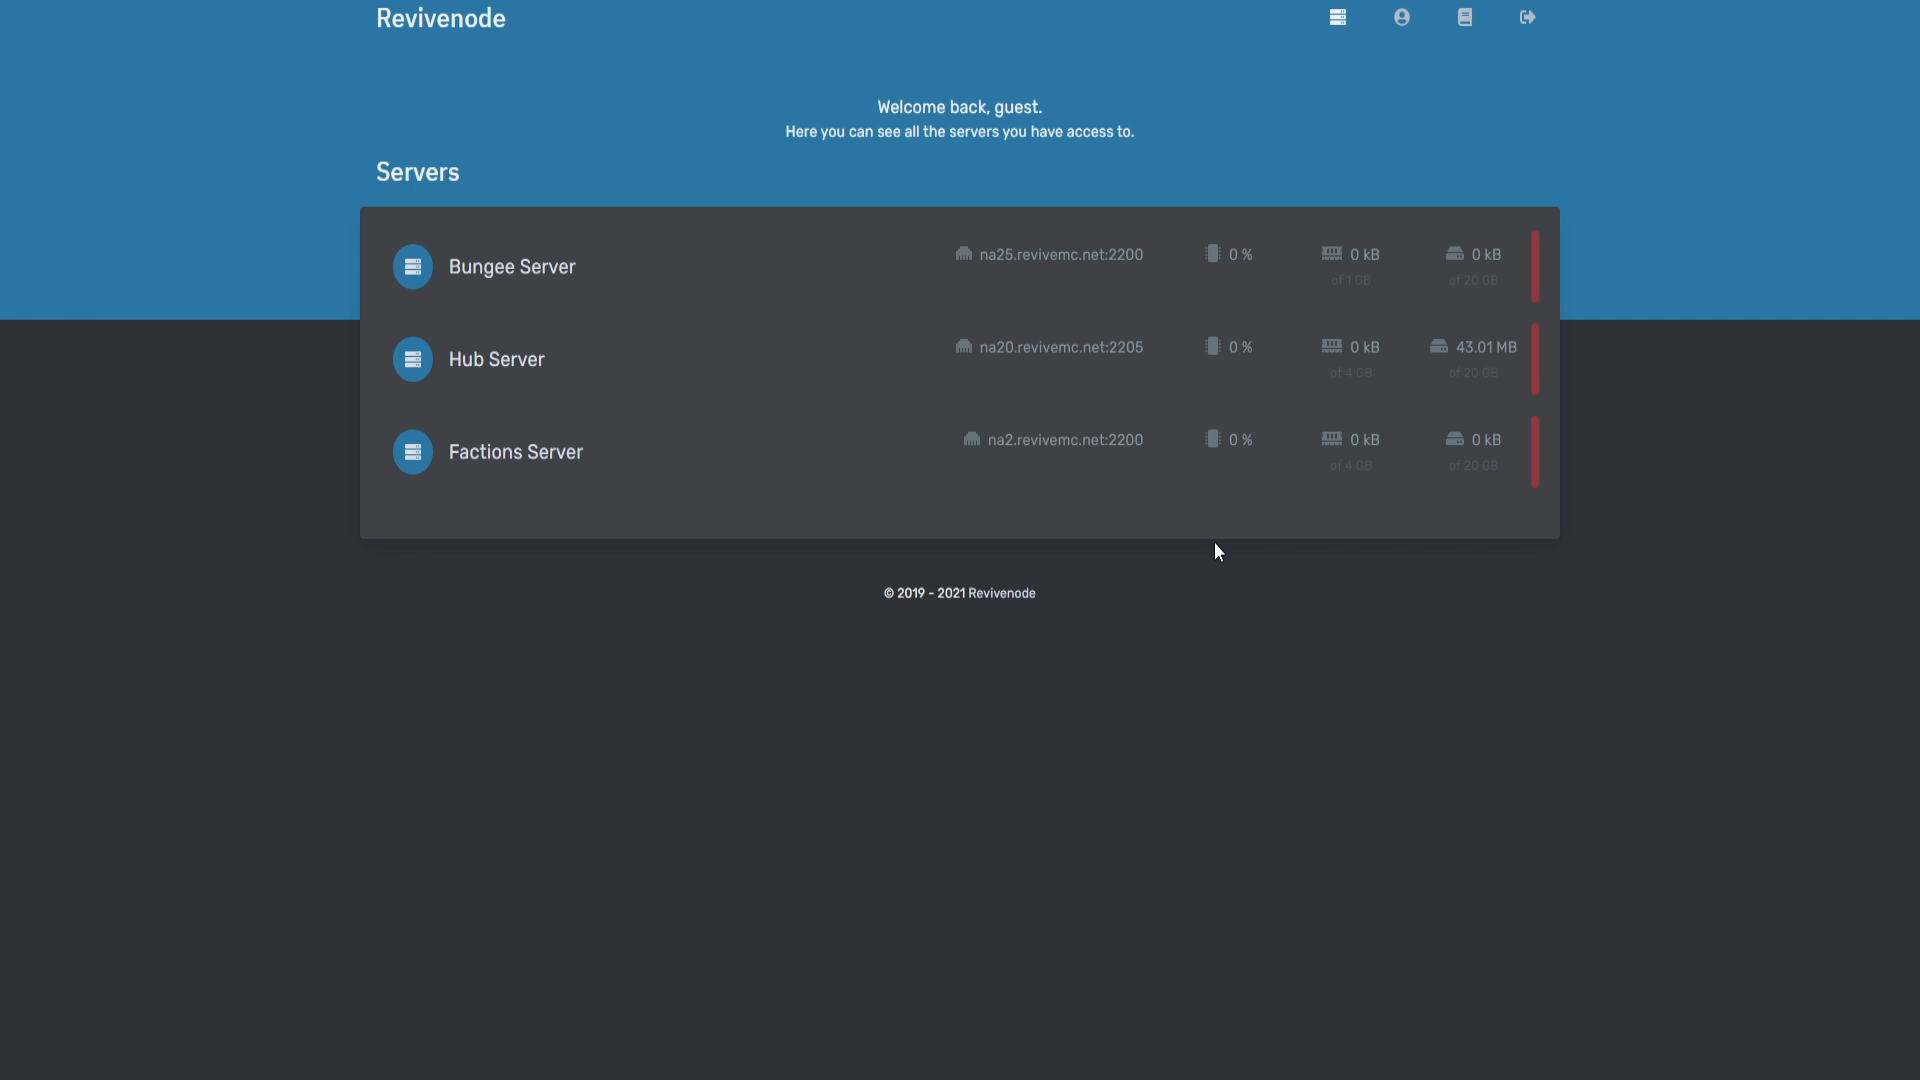 Revivenode
Welcome back, guest.
Here you can see all the servers you have access to.
Servers
Bungee Server
na25.revivemc.net:2200
0 %
0 kB
of 1 GB
0 kB
of 20 GB
Hub Server
na20.revivemc.net:2205
0 %
0 kB
of 4 GB
43.01 MB
of 20 GB
Factions Server
na2.revivemc.net:2200
0 %
0 kB
of 4 GB
0 kB
of 20 GB
© 2019 - 2021 Revivenode